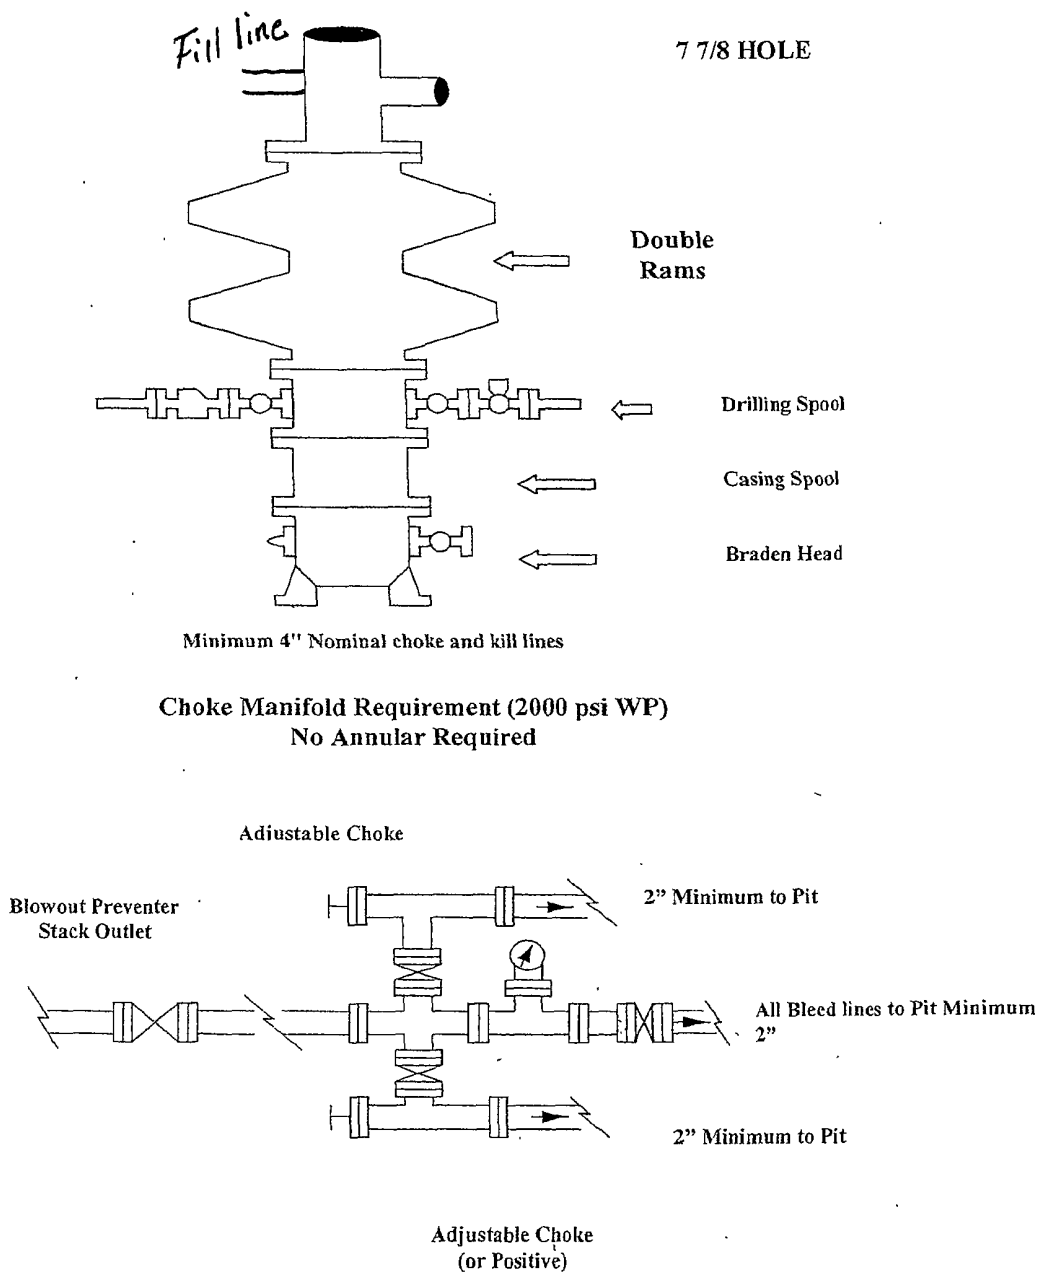 Fill line
7 7/8 HOLE
Double
Rams
Drilling Spool
Casing Spool
Braden Head
Minimum 4" Nominal choke and kill lines
Choke Manifold Requirement (2000 psi WP)
No Annular Required
Adjustable Choke
2” Minimum to Pit
Blowout Preventer
Stack Outlet
All Bleed lines to Pit Minimum
2”
2” Minimum to Pit
Adjustable Choke
(or Positive)